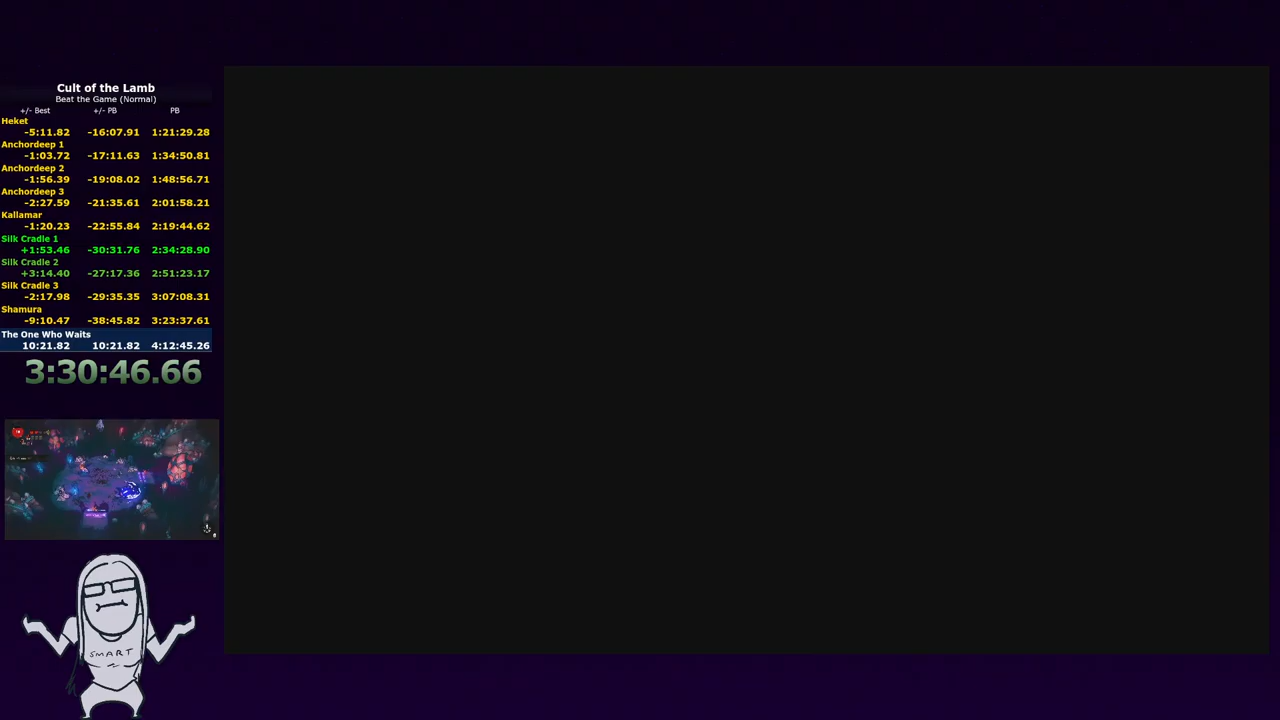 Cult of the Lamb
Beat the Game (Normal)
+/- Best +/- PB PB
Heket
-5:11.82 -16:07.91 1:21:29.28
Anchordeep 1
-1:03.72 -17:11.63 1:34:50.81
Anchordeep 2
-1:56.39 -19:08.02 1:48:56.71
Anchordeep 3
-2:27.59 -21:35.61 2:01:58.21
Kallamar
-1:20.23 -22:55.84 2:19:44.62
Silk Cradle 1
+1:53.46 -30:31.76 2:34:28.90
Silk Cradle 2
+3:14.40 -27:17.36 2:51:23.17
Silk Cradle 3
-2:17.98 -29:35.35 3:07:08.31
Shamura
-9:10.47 -38:45.82 3:23:37.61
The One Who Waits
10:21.82 10:21.82 4:12:45.26
3:30:46.66
SMART